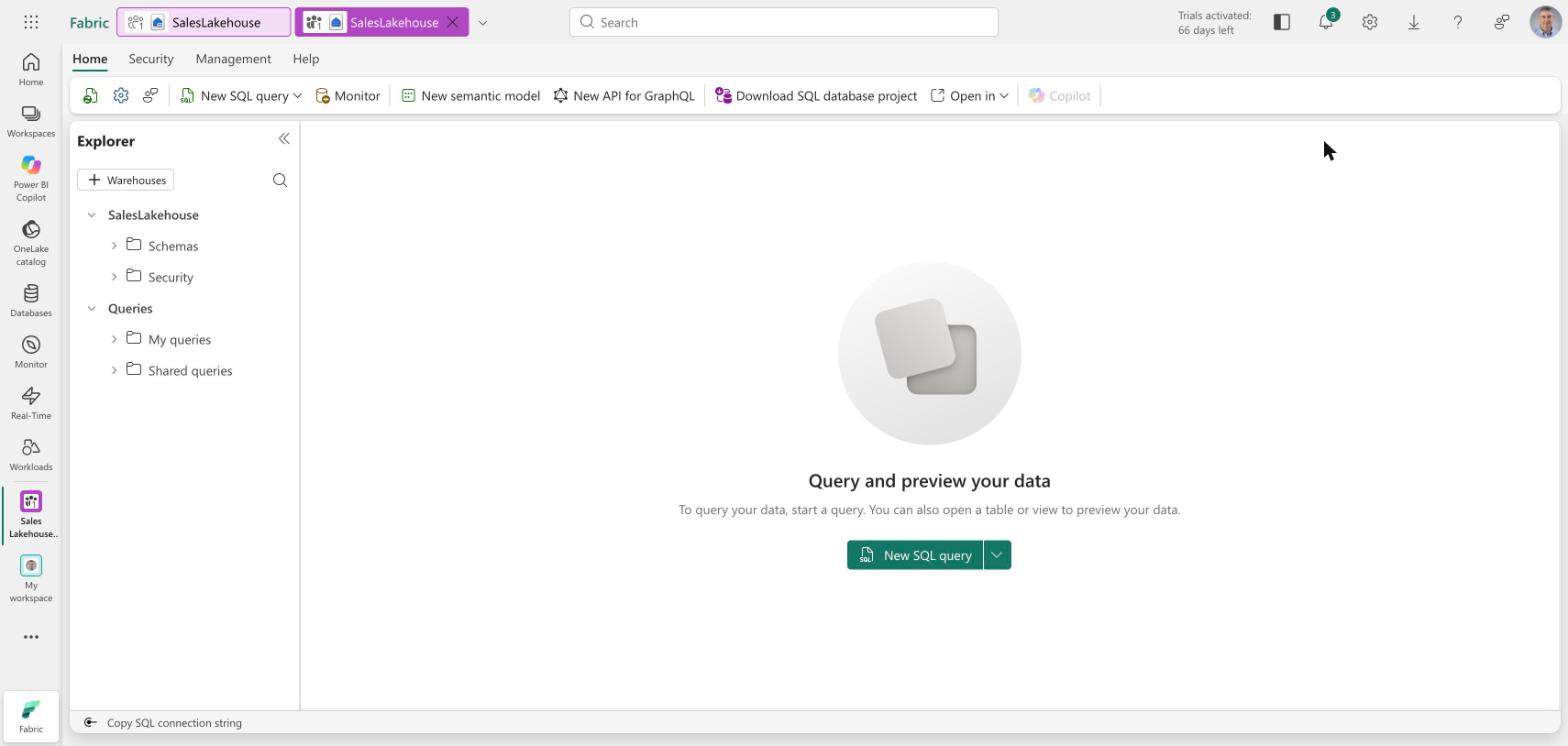 Fabric
SalesLakehouse
SalesLakehouse
Search
Trials activated:
66 days left
3
Home
Security
Management
Help
New SQL query
Monitor
New semantic model
New API for GraphQL
Download SQL database project
Open in
Copilot
Home
Workspaces
Power BI
Copilot
OneLake
catalog
Databases
Monitor
Real-Time
Workloads
Sales
Lakehouse..
My
workspace
Fabric
Explorer
Warehouses
SalesLakehouse
Schemas
Security
Queries
My queries
Shared queries
Query and preview your data
To query your data, start a query. You can also open a table or view to preview your data.
SQL New SQL query
Copy SQL connection string